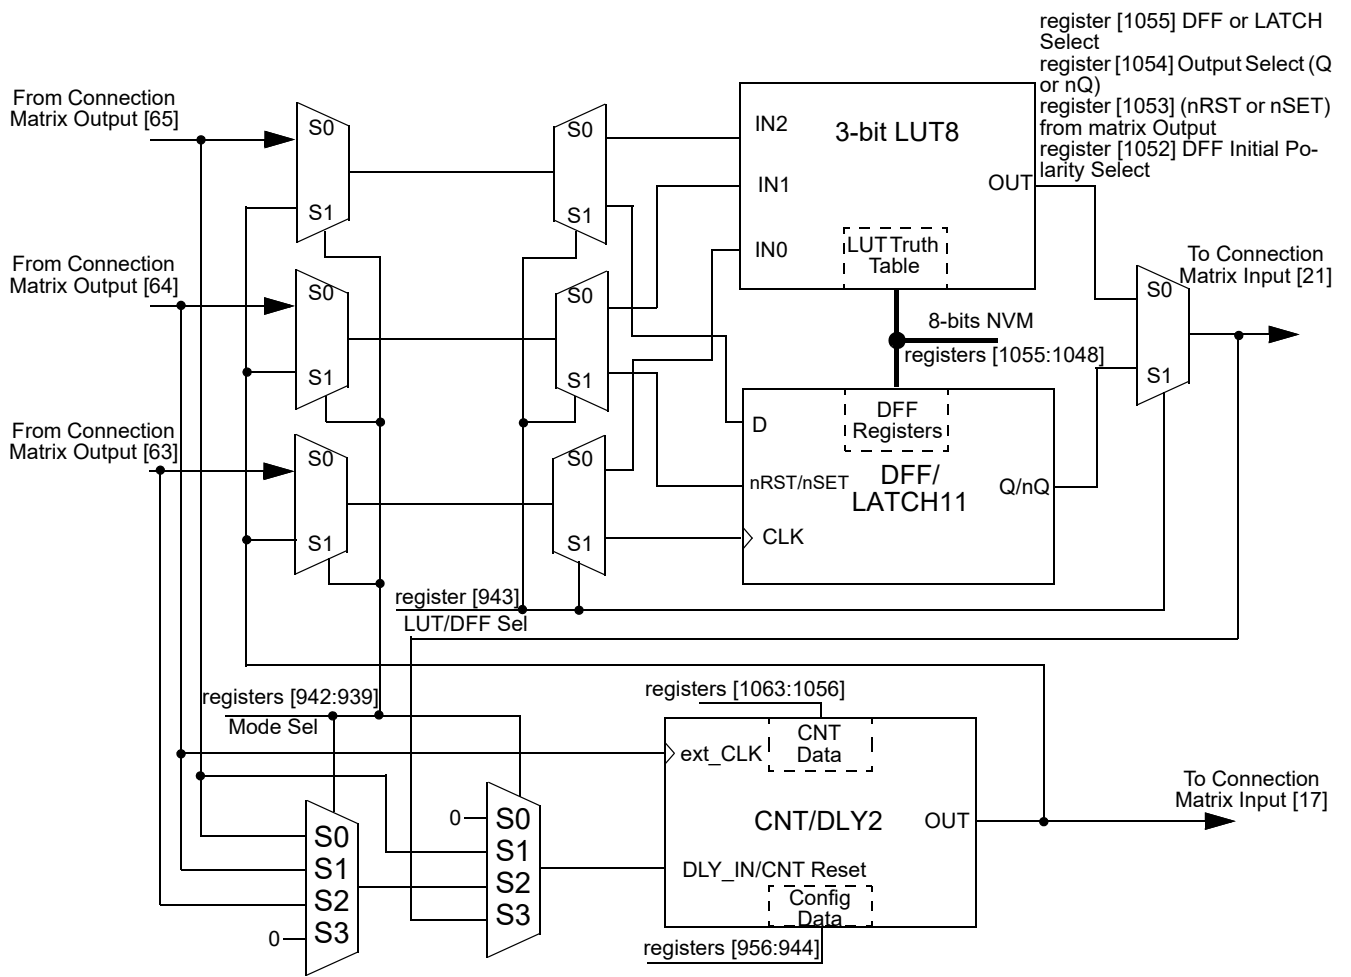 register [1055] DFF or LATCH
Select
register [1054] Output Select (Q
or nQ)
register [1053] (nRST or nSET)
from matrix Output
register [1052] DFF Initial Po-
larity Select
From Connection
Matrix Output [65]
S0
S1
S0
S1
IN2
IN1
IN0
3-bit LUT8
OUT
LUT Truth
Table
From Connection
Matrix Output [64]
S0
S1
S0
S1
8-bits NVM
registers [1055:1048]
To Connection
Matrix Input [21]
S0
S1
From Connection
Matrix Output [63]
S0
S1
S0
S1
D
nRST/nSET
CLK
DFF
Registers
DFF/
LATCH11
Q/nQ
register [943]
LUT/DFF Sel
registers [942:939]
Mode Sel
registers [1063:1056]
CNT
Data
ext_CLK
CNT/DLY2
OUT
To Connection
Matrix Input [17]
DLY_IN/CNT Reset
Config
Data
registers [956:944]
S0
S1
S2
S3
0
0
S0
S1
S2
S3